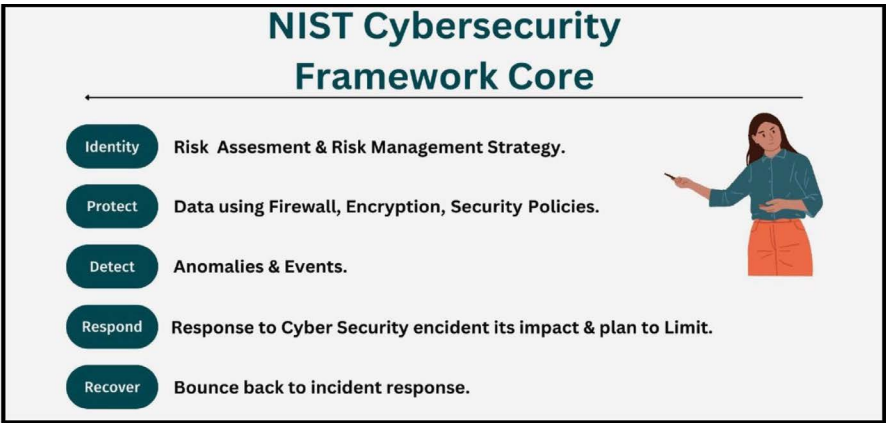 NIST Cybersecurity
Framework Core
Identity Risk Assesment & Risk Management Strategy.
Protect Data using Firewall, Encryption, Security Policies.
Detect Anomalies & Events.
Respond Response to Cyber Security encident its impact & plan to Limit.
Recover Bounce back to incident response.